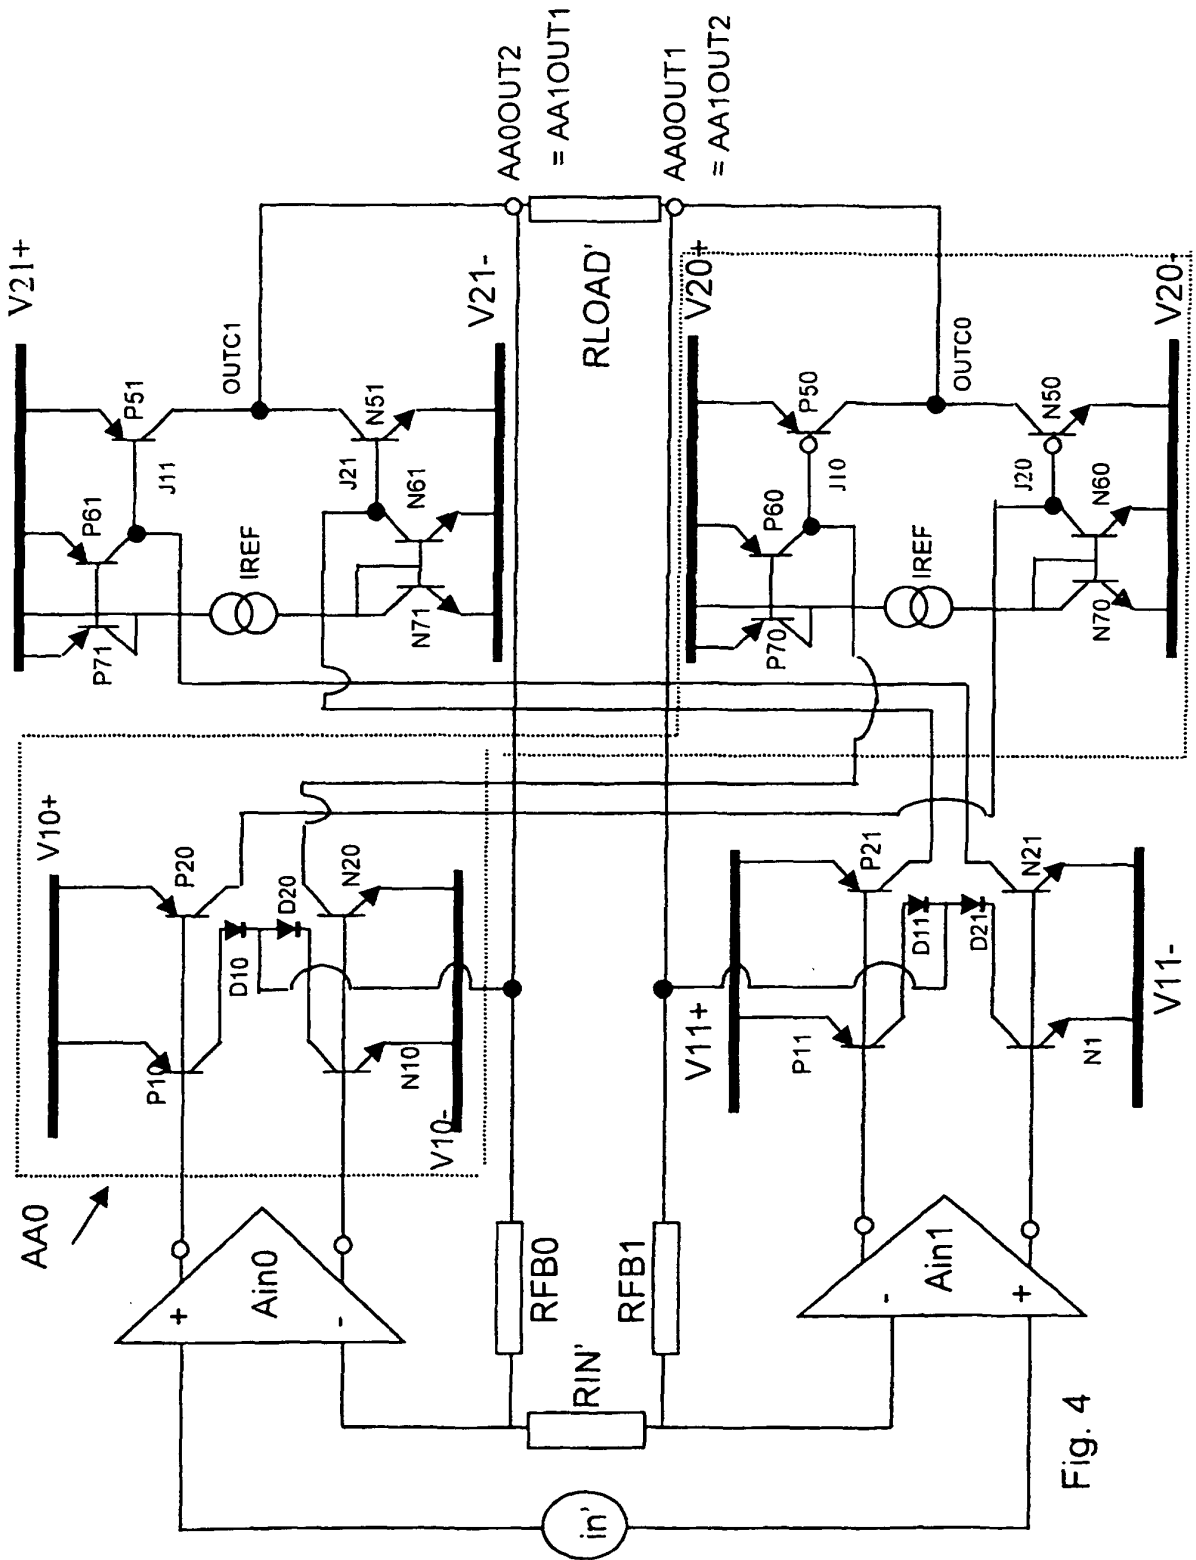 V21+
AA0OUT2
= AA1OUT1
OUTC1
P51
J11
P61
P71
IREF
J21
N51
N61
N71
V21-
RLOAD'
AA0OUT1
= AA1OUT2
V20+
P50
J10
P60
P70
IREF
OUTC0
J20
N50
N60
N70
V20-
AA0
V10+
P20
P10
D10
D20
N20
N10
V10-
V11+
P21
P11
D11
D21
N21
N1
V11-
+
Ain0
-
RFB0
RFB1
RIN'
-
Ain1
+
in'
Fig. 4